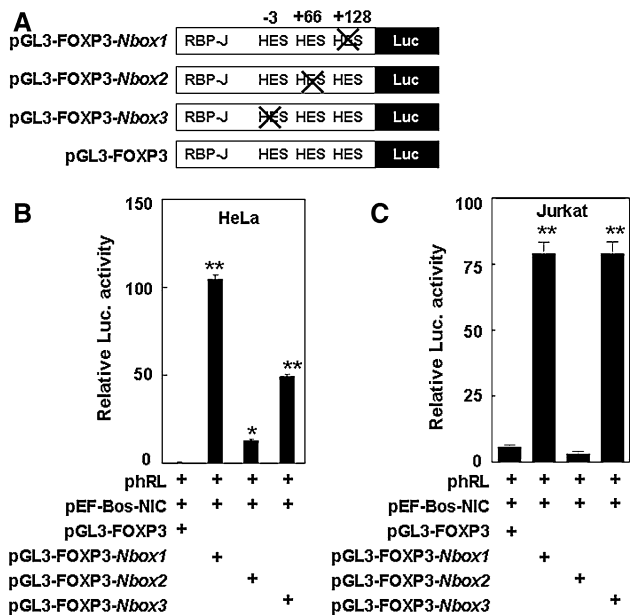 A
-3 +66 +128
pGL3-FOXP3-Nbox1 RBP-J HES HES HES Luc
pGL3-FOXP3-Nbox2 RBP-J HES HES HES Luc
pGL3-FOXP3-Nbox3 RBP-J HES HES HES Luc
pGL3-FOXP3 RBP-J HES HES HES Luc
B
HeLa
Relative Luc. activity
150
100
50
0
**
*
**
phRL + + + +
pEF-Bos-NIC + + + +
pGL3-FOXP3 +
pGL3-FOXP3-Nbox1 +
pGL3-FOXP3-Nbox2 +
pGL3-FOXP3-Nbox3 +
C
Jurkat
Relative Luc. activity
100
75
50
25
0
**
**
phRL + + + +
pEF-Bos-NIC + + + +
pGL3-FOXP3 +
pGL3-FOXP3-Nbox1 +
pGL3-FOXP3-Nbox2 +
pGL3-FOXP3-Nbox3 +